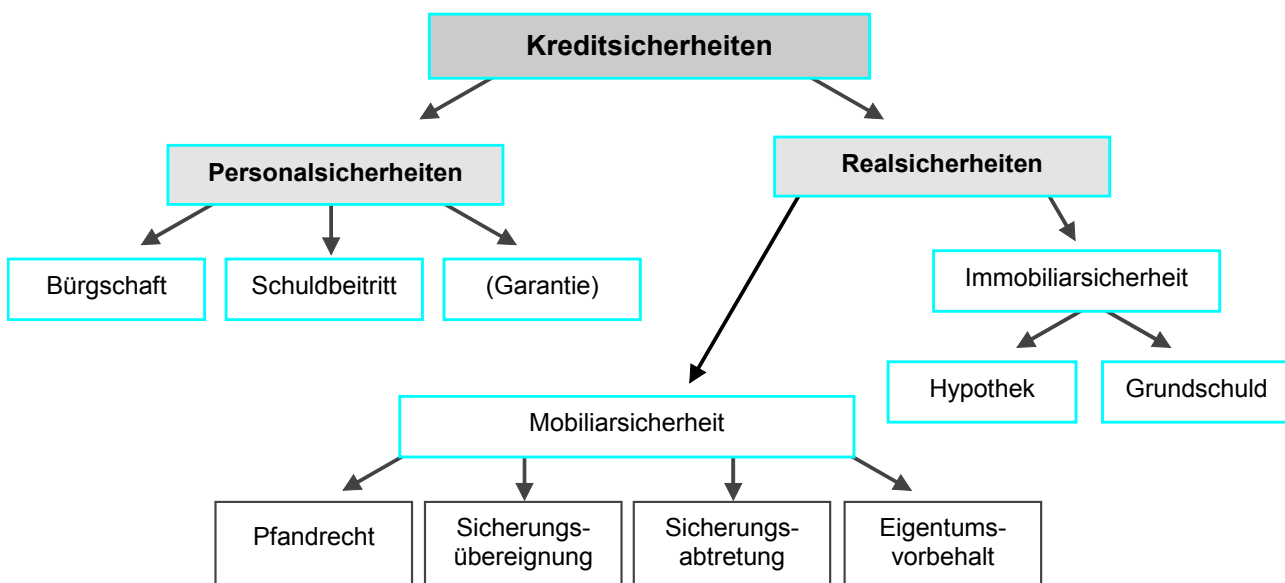 Kreditsicherheiten
Personalsicherheiten
Realsicherheiten
Bürgschaft
Schuldbeitritt
(Garantie)
Immobiliarsicherheit
Hypothek
Grundschuld
Mobiliarsicherheit
Pfandrecht
Sicherungs-
übereignung
Sicherungs-
abtretung
Eigentums-
vorbehalt